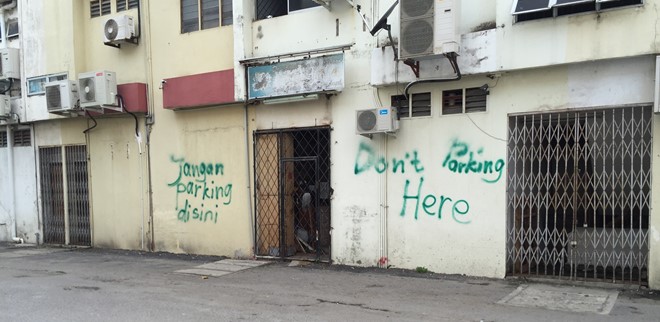 Jangan
parking
disini
Don't Parking
Here